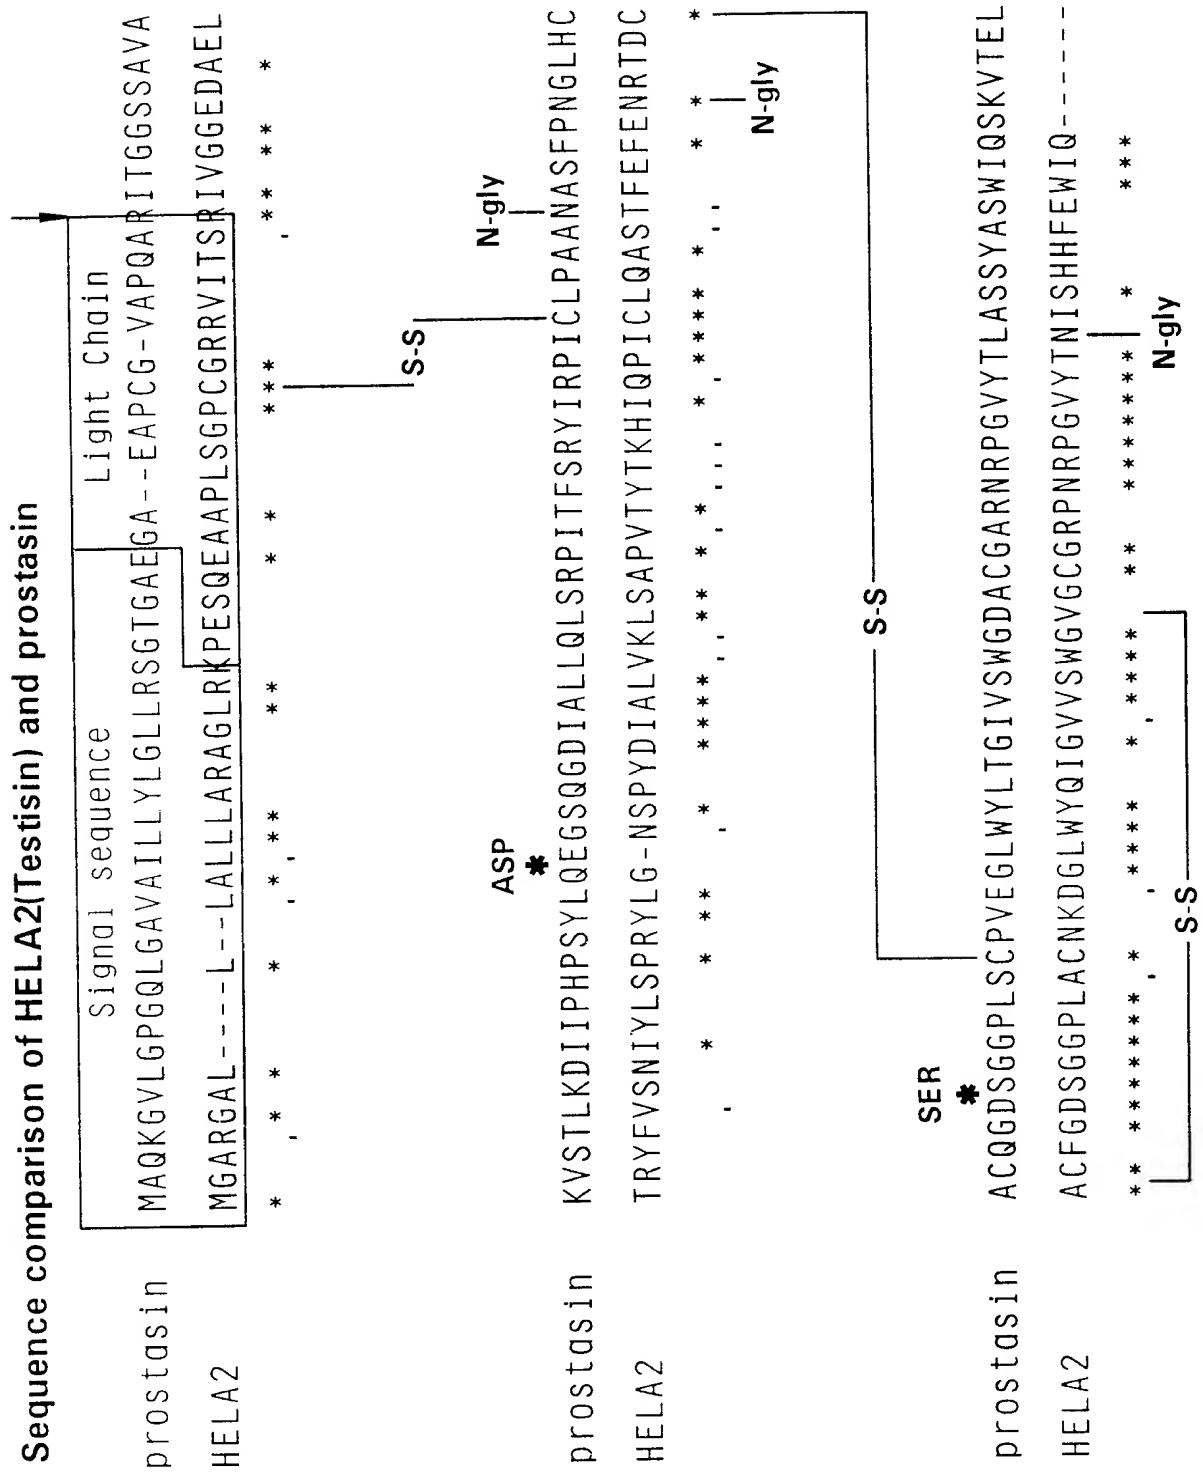 Sequence comparison of HELA2(Testisin) and prostasin
Signal sequence
Light Chain
prostasin MAQKGVLGPGQLGAVAILLYLGLLRSGTGAEGA--EAPCG-VAPQARITGGSSAVA
HELA2 MGARGAL----L--LALLLARAGLRKPESQEAAPLSGPCGRRVITSRIVGGEDAEL
* * * * * ** ** * * *** ** ** *
S-S
N-gly
ASP
*
prostasin KVSTLKDIIPHPSYLQEGSQGDIALLQLSRPITFSRYIRPICLPAANASFPNGLHC
HELA2 TRYFVSNIYLSPRYLG-NSPYDIALVKLSAPVTYTKHIQPICLQASTFEFENRTDC
* * ** * **** ** * * * **** * * * *
N-gly
S-S
SER
*
prostasin ACQGDSGGPLSCPVEGLWYLTGIVSWGDACGARNRPGVYTLASSYASWIQSKVTEL
HELA2 ACFGDSGGPLACNKDGLWYQIGVVSWGVGCGRPNRPGVYTNISHHFEWIQ------
** ******* * **** * **** ** ******* * ***
N-gly
S-S